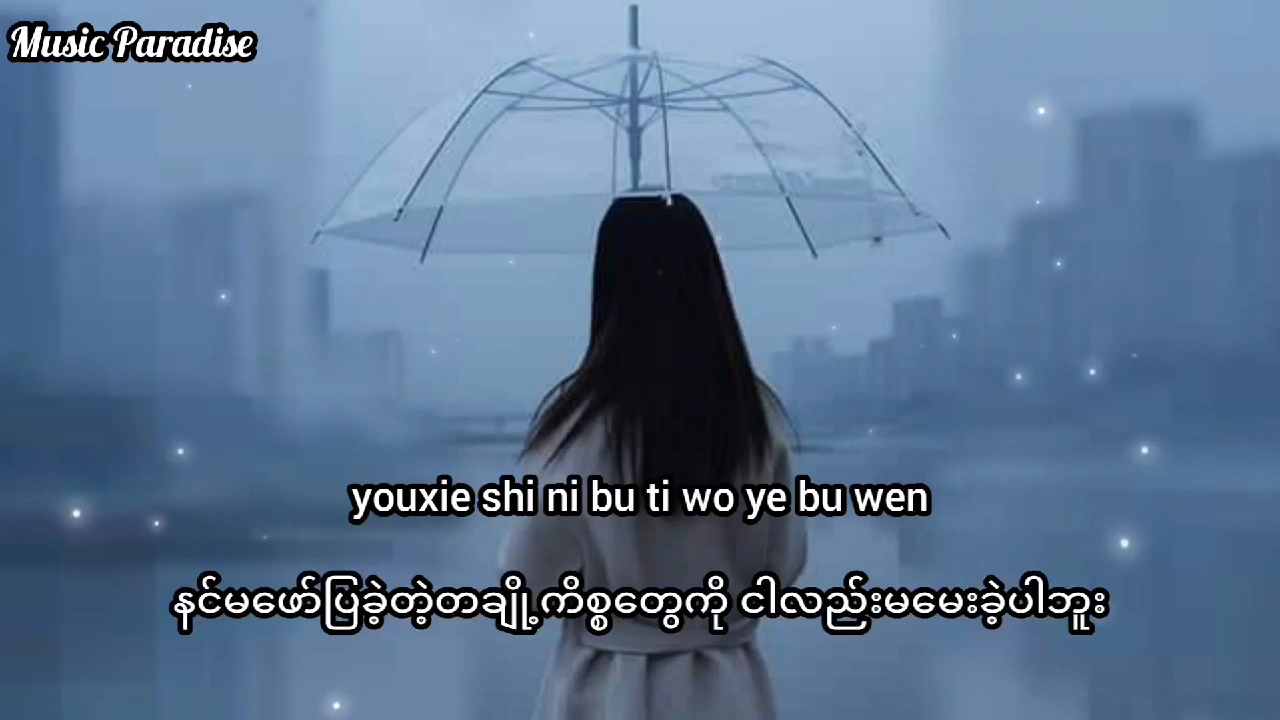 Music Paradise
youxie shi ni bu ti wo ye bu wen
နင်မဖော်ပြခဲ့တဲ့တချို့ကိစ္စတွေကို ငါလည်းမမေးခဲ့ပါဘူး